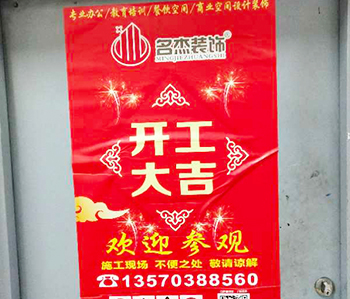 专业办公/教育培训/餐饮空间/商业空间设计装饰
名杰装饰®
MINGJIEZHUANGSHI
开工
大吉
欢迎参观
施工现场 不便之处 敬请谅解
☎13570388560